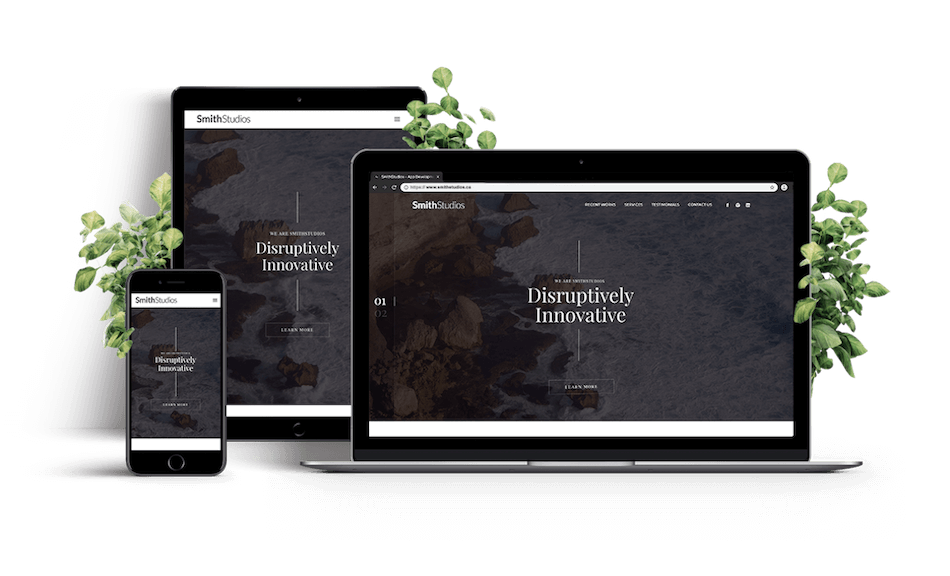 SmithStudios
WE ARE SMITHSTUDIOS
Disruptively
Innovative
LEARN MORE
SmithStudios
WE ARE SMITHSTUDIOS
Disruptively
Innovative
LEARN MORE
SmithStudios - App Developm
https://www.smithstudios.co
SmithStudios
RECENT WORKS SERVICES TESTIMONIALS CONTACT US
01
02
WE ARE SMITHSTUDIOS
Disruptively
Innovative
LEARN MORE